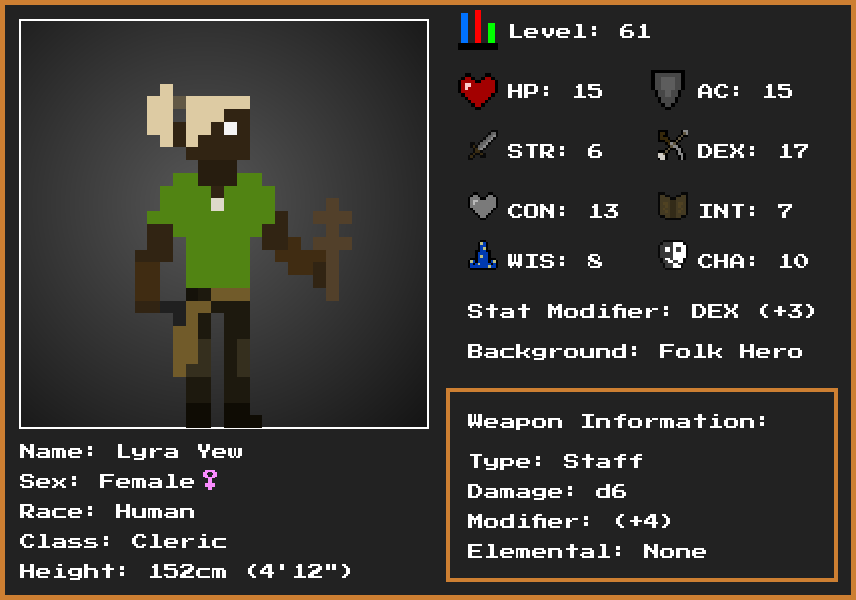 Level: 61
HP: 15 AC: 15
STR: 6 DEX: 17
CON: 13 INT: 7
WIS: 8 CHA: 10
Stat Modifier: DEX (+3)
Background: Folk Hero
Weapon Information:
Type: Staff
Damage: d6
Modifier: (+4)
Elemental: None
Name: Lyra Yew
Sex: Female♀
Race: Human
Class: Cleric
Height: 152cm (4'12")